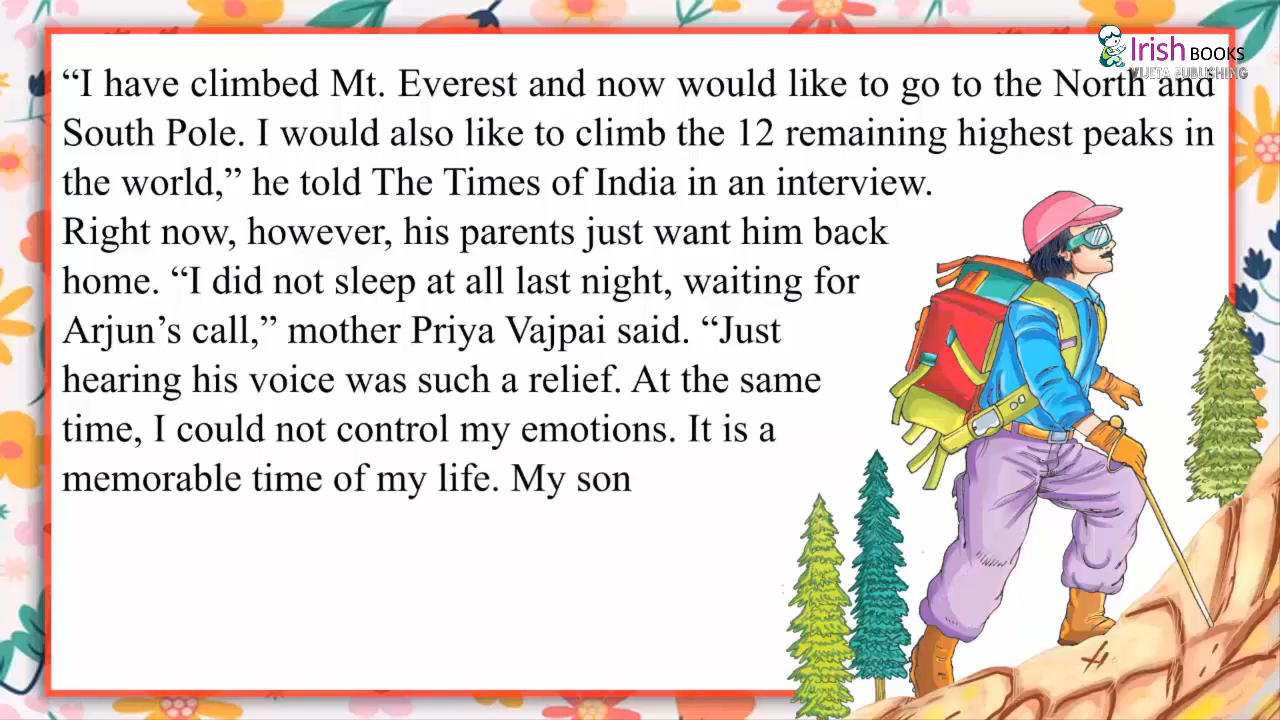 Irish BOOKS
VIJETA PUBLISHING
“I have climbed Mt. Everest and now would like to go to the North and
South Pole. I would also like to climb the 12 remaining highest peaks in
the world,” he told The Times of India in an interview.
Right now, however, his parents just want him back
home. “I did not sleep at all last night, waiting for
Arjun’s call,” mother Priya Vajpai said. “Just
hearing his voice was such a relief. At the same
time, I could not control my emotions. It is a
memorable time of my life. My son